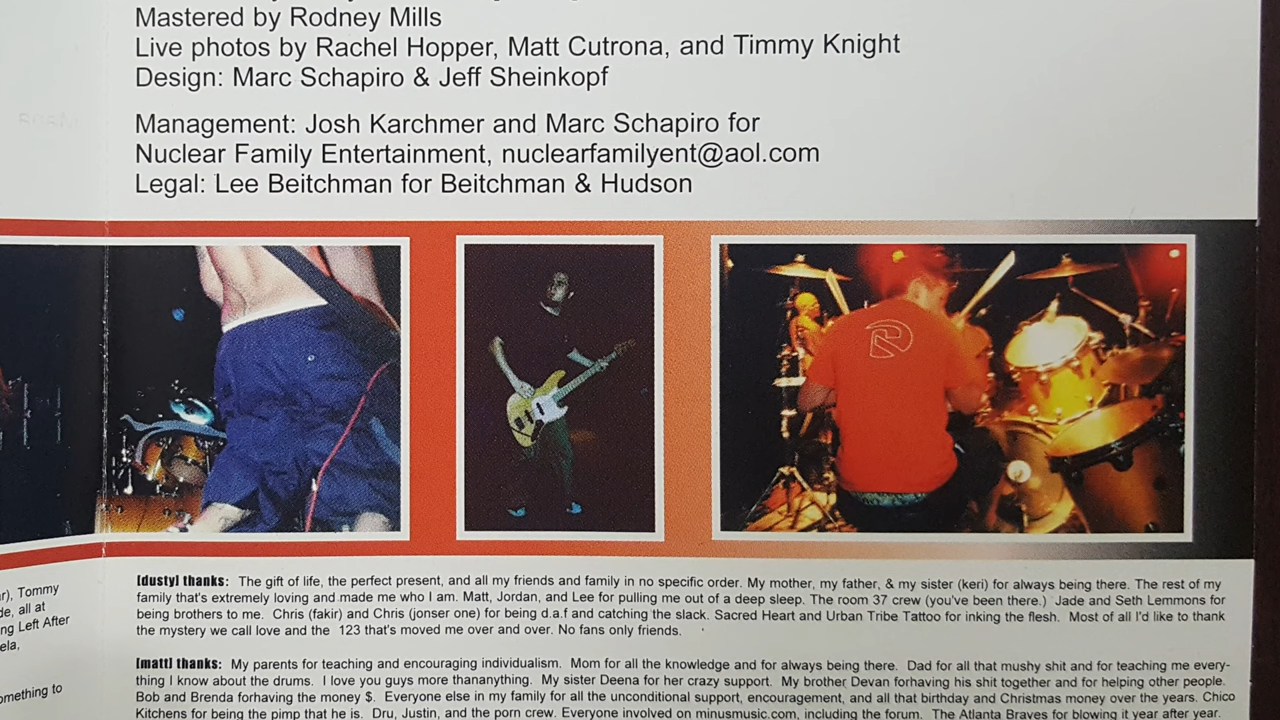 Mastered by Rodney Mills
Live photos by Rachel Hopper, Matt Cutrona, and Timmy Knight
Design: Marc Schapiro & Jeff Sheinkopf
Management: Josh Karchmer and Marc Schapiro for
Nuclear Family Entertainment, nuclearfamilyent@aol.com
Legal: Lee Beitchman for Beitchman & Hudson
r), Tommy
de, all at
ng Left After
ela,
omething to
[dusty] thanks: The gift of life, the perfect present, and all my friends and family in no specific order. My mother, my father, & my sister (keri) for always being there. The rest of my
family that's extremely loving and made me who I am. Matt, Jordan, and Lee for pulling me out of a deep sleep. The room 37 crew (you've been there.) Jade and Seth Lemmons for
being brothers to me. Chris (fakir) and Chris (jonser one) for being d.a.f and catching the slack. Sacred Heart and Urban Tribe Tattoo for inking the flesh. Most of all I'd like to thank
the mystery we call love and the 123 that's moved me over and over. No fans only friends.
[matt] thanks: My parents for teaching and encouraging individualism. Mom for all the knowledge and for always being there. Dad for all that mushy shit and for teaching me every-
thing I know about the drums. I love you guys more thananything. My sister Deena for her crazy support. My brother Devan forhaving his shit together and for helping other people.
Bob and Brenda forhaving the money $. Everyone else in my family for all the unconditional support, encouragement, and all that birthday and Christmas money over the years. Chico
Kitchens for being the pimp that he is. Dru, Justin, and the porn crew. Everyone involved on minusmusic.com, including the forum. The Atlanta Braves for blowing it year after year.